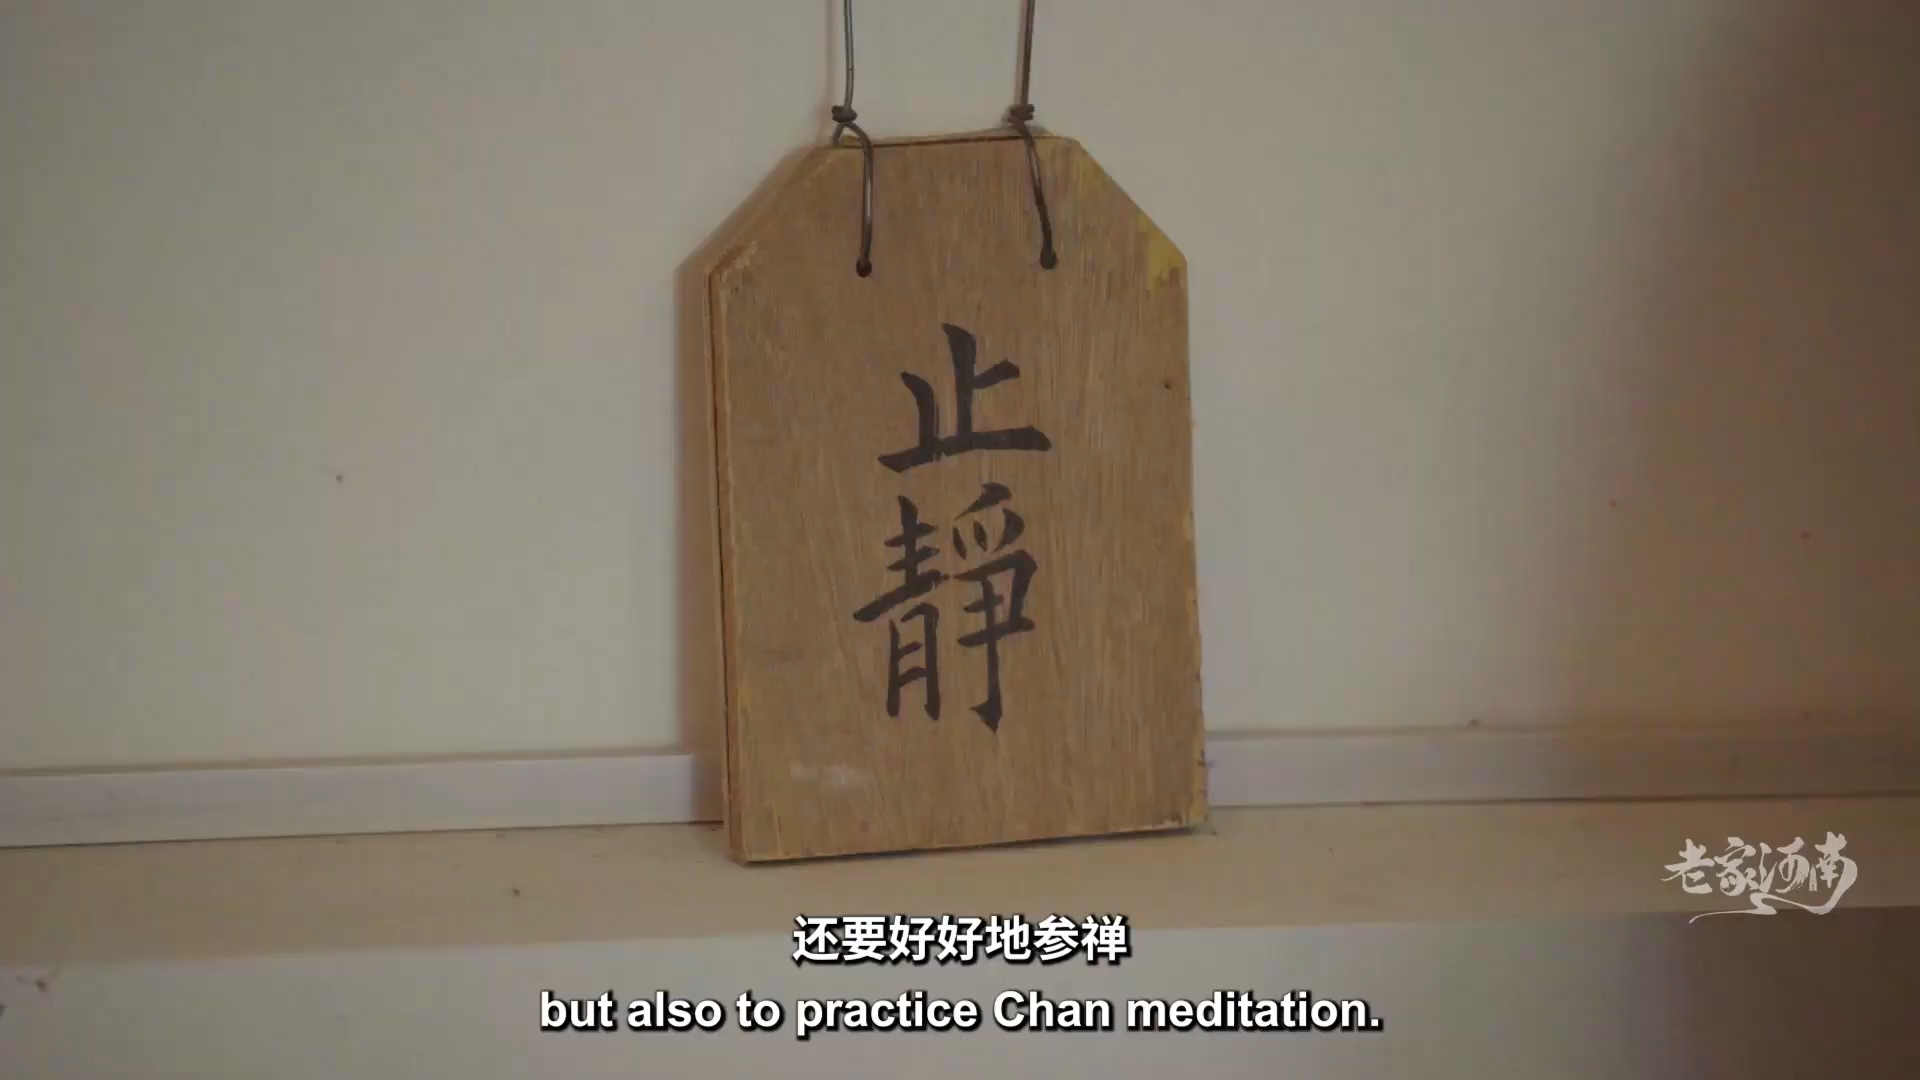 止
靜
老家河南
还要好好地参禅
but also to practice Chan meditation.